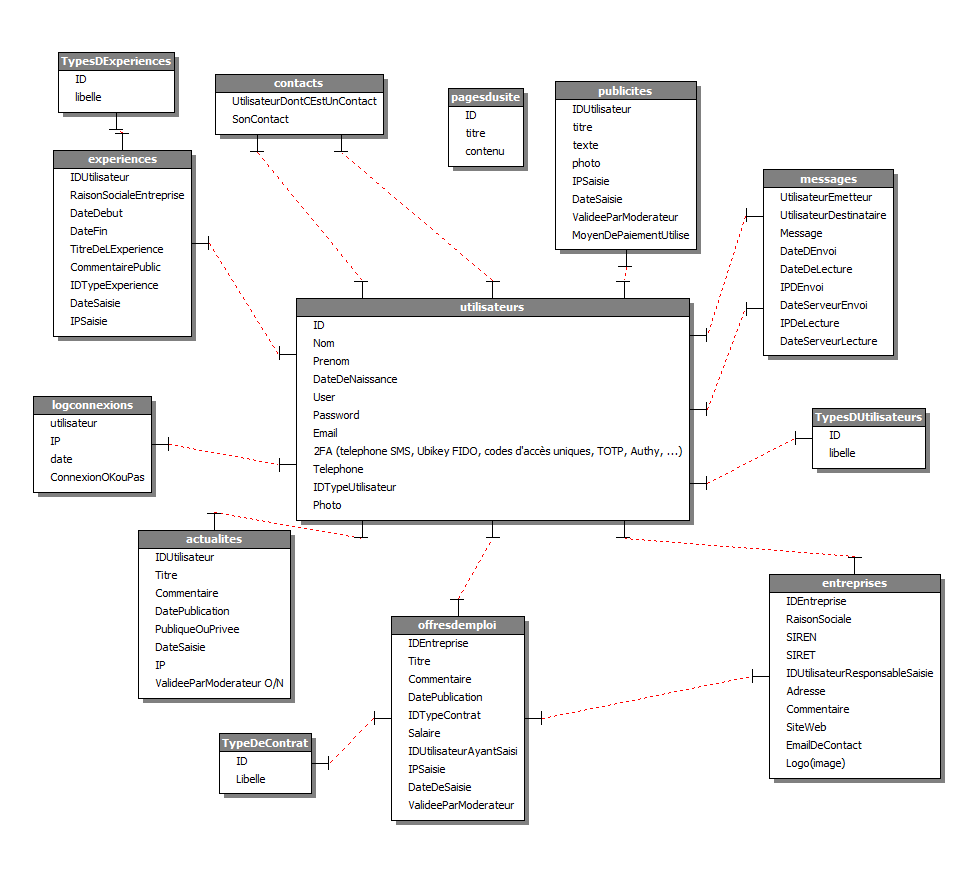 TypesDExperiences
ID
libelle
contacts
UtilisateurDontCEstUnContact
SonContact
pagesdusite
ID
titre
contenu
publicites
IDUtilisateur
titre
texte
photo
IPSaisie
DateSaisie
ValideeParModerateur
MoyenDePaiementUtilise
experiences
IDUtilisateur
RaisonSocialeEntreprise
DateDebut
DateFin
TitreDeLExperience
CommentairePublic
IDTypeExperience
DateSaisie
IPSaisie
messages
UtilisateurEmetteur
UtilisateurDestinataire
Message
DateDEnvoi
DateDeLecture
IPDEnvoi
DateServeurEnvoi
IPDeLecture
DateServeurLecture
utilisateurs
ID
Nom
Prenom
DateDeNaissance
User
Password
Email
2FA (telephone SMS, Ubikey FIDO, codes d'accès uniques, TOTP, Authy, ...)
Telephone
IDTypeUtilisateur
Photo
logconnexions
utilisateur
IP
date
ConnexionOKouPas
TypesDUtilisateurs
ID
libelle
actualites
IDUtilisateur
Titre
Commentaire
DatePublication
PubliqueOuPrivee
DateSaisie
IP
ValideeParModerateur O/N
offresdemploi
IDEntreprise
Titre
Commentaire
DatePublication
IDTypeContrat
Salaire
IDUtilisateurAyantSaisi
IPSaisie
DateDeSaisie
ValideeParModerateur
entreprises
IDEntreprise
RaisonSociale
SIREN
SIRET
IDUtilisateurResponsableSaisie
Adresse
Commentaire
SiteWeb
EmailDeContact
Logo(image)
TypeDeContrat
ID
Libelle